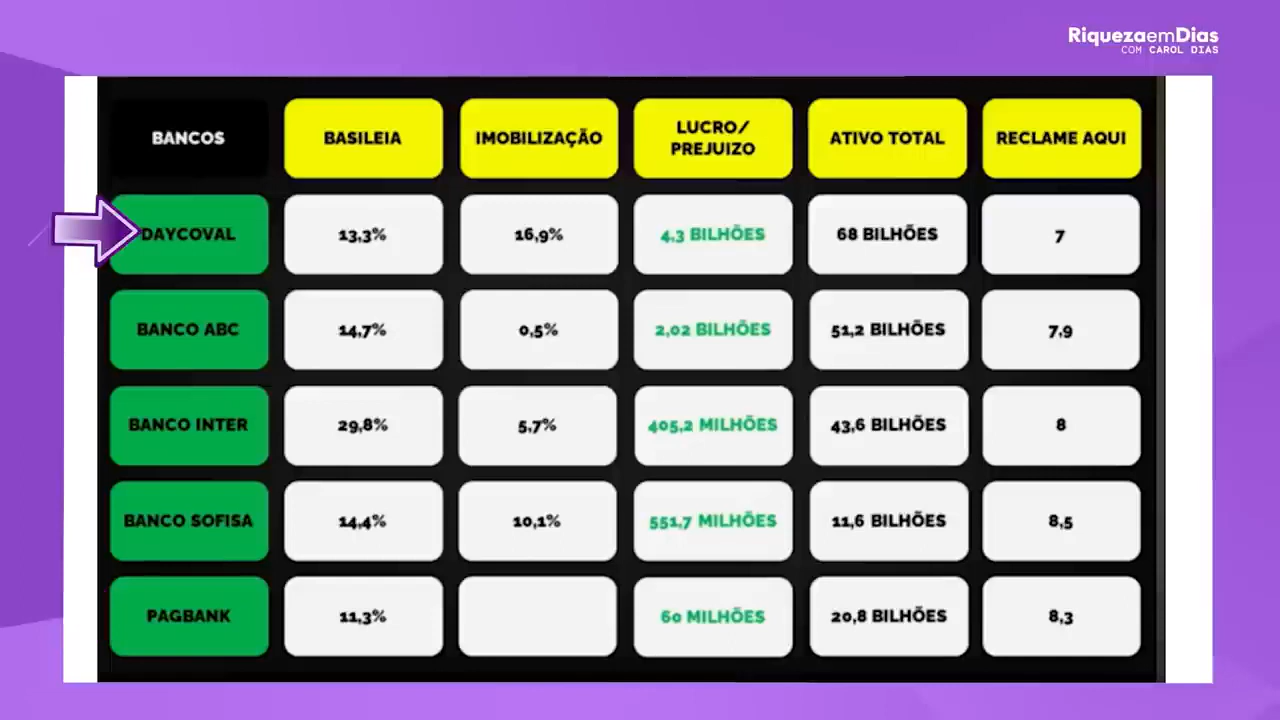 RiquezaemDias
COM CAROL DIAS
BANCOS BASILEIA IMOBILIZAÇÃO LUCRO/ PREJUIZO ATIVO TOTAL RECLAME AQUI
DAYCOVAL 13,3% 16,9% 4,3 BILHÕES 68 BILHÕES 7
BANCO ABC 14,7% 0,5% 2,02 BILHÕES 51,2 BILHÕES 7,9
BANCO INTER 29,8% 5,7% 405,2 MILHÕES 43,6 BILHÕES 8
BANCO SOFISA 14,4% 10,1% 551,7 MILHÕES 11,6 BILHÕES 8,5
PAGBANK 11,3% 60 MILHÕES 20,8 BILHÕES 8,3